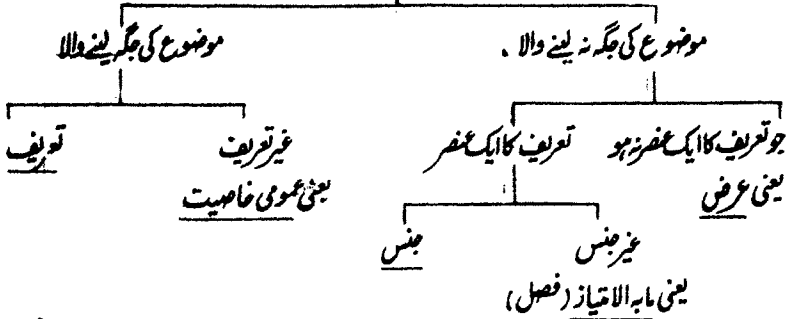 موضوع کی جگہ نہ لینے والا . موضوع کی جگہ لینے والا
جو تعریف کا ایک عنصر نہ ہو تعریف کا ایک عنصر غیر تعریف تعریف
یعنی عرض یعنی عمومی خاصیت
غیر جنس جنس
یعنی مابہ الامتیاز (فصل)